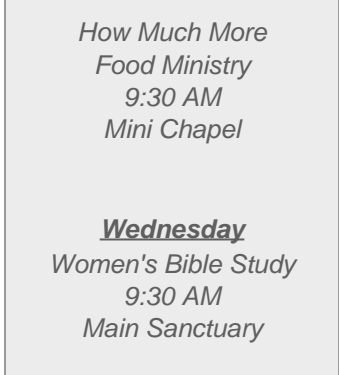 How Much More
Food Ministry
9:30 AM
Mini Chapel
Wednesday
Women's Bible Study
9:30 AM
Main Sanctuary